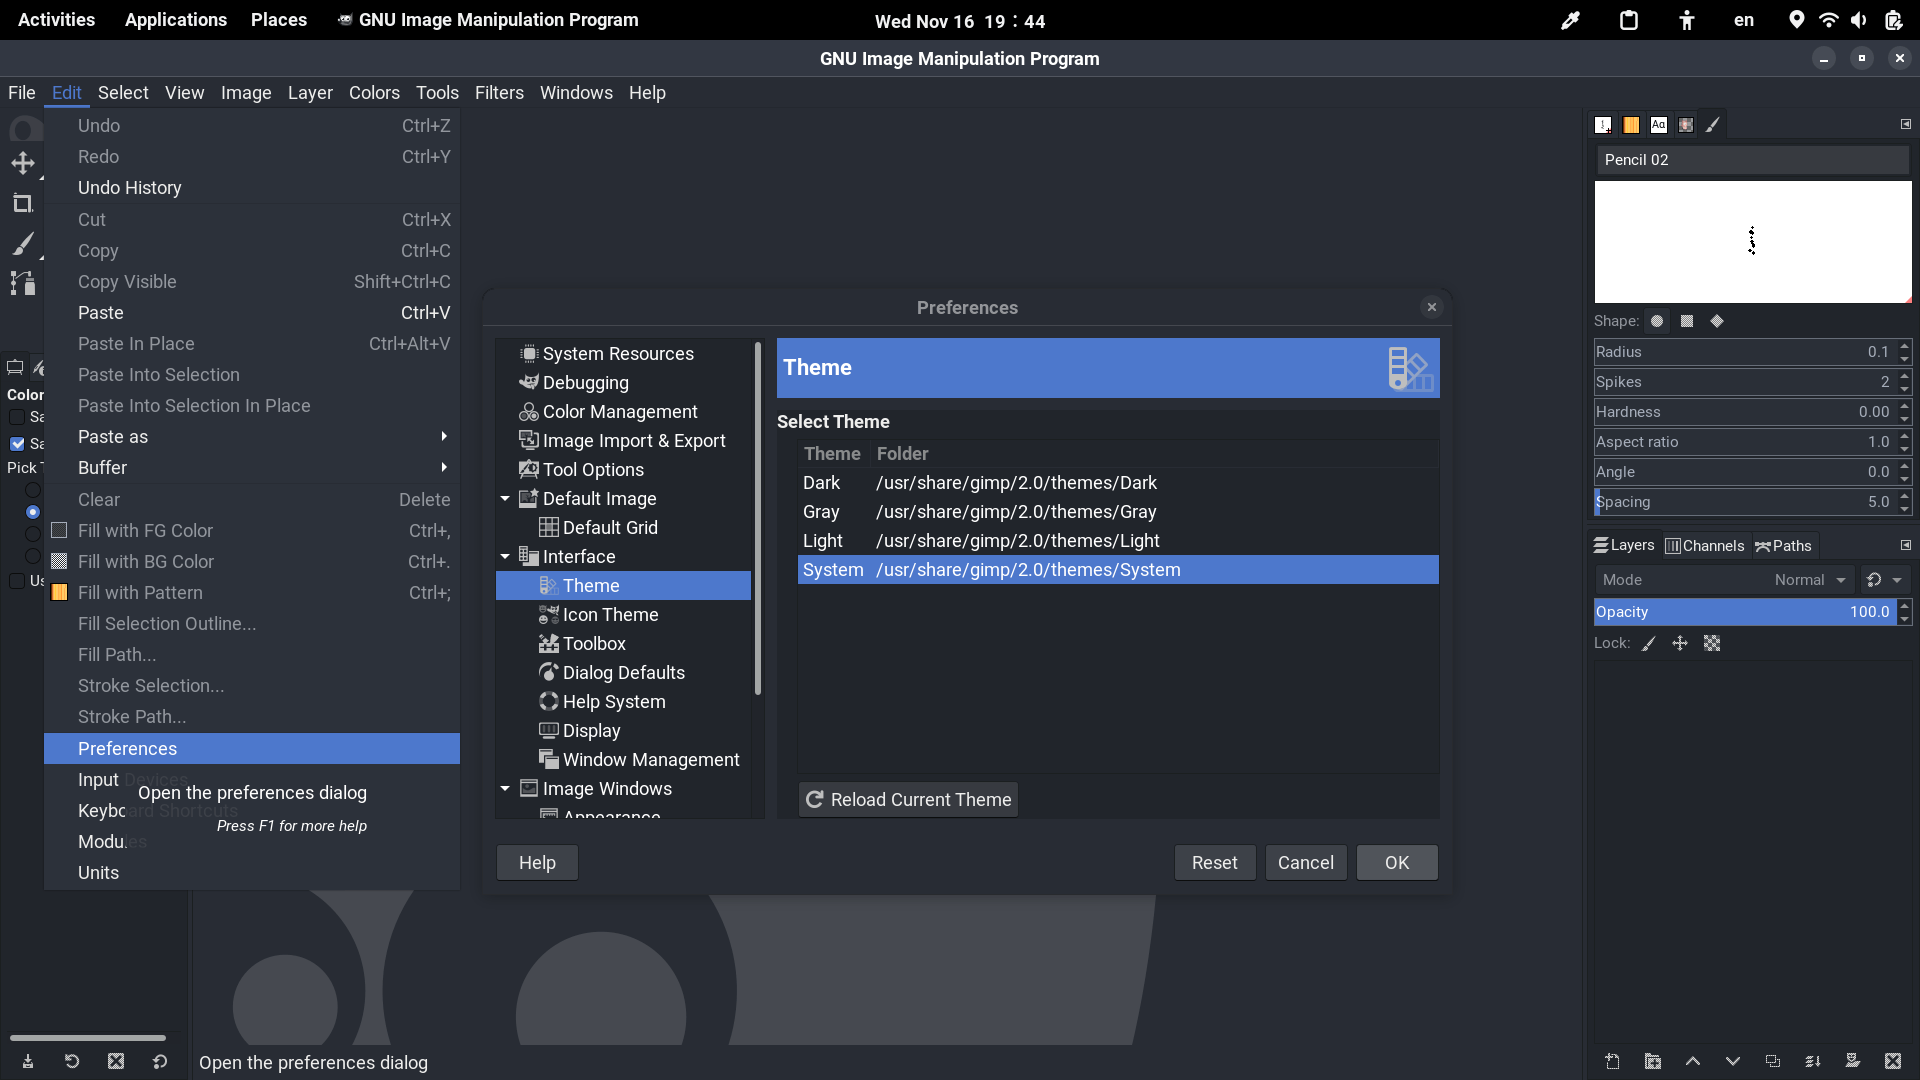 Activities Applications Places GNU Image Manipulation Program Wed Nov 16 19 : 44 en
GNU Image Manipulation Program
File Edit Select View Image Layer Colors Tools Filters Windows Help
Undo Ctrl+Z
Redo Ctrl+Y
Undo History
Cut Ctrl+X
Copy Ctrl+C
Copy Visible Shift+Ctrl+C
Paste Ctrl+V
Paste In Place Ctrl+Alt+V
Paste Into Selection
Paste Into Selection In Place
Paste as
Buffer
Clear Delete
Fill with FG Color Ctrl+,
Fill with BG Color Ctrl+.
Fill with Pattern Ctrl+;
Fill Selection Outline...
Fill Path...
Stroke Selection...
Stroke Path...
Preferences
Input Devices
Keyboard Shortcuts
Modules
Units
Open the preferences dialog
Press F1 for more help
Color
Sa
Sa
Pick T
Us
Open the preferences dialog
Preferences
System Resources
Debugging
Color Management
Image Import & Export
Tool Options
Default Image
Default Grid
Interface
Theme
Icon Theme
Toolbox
Dialog Defaults
Help System
Display
Window Management
Image Windows
Appearance
Theme
Select Theme
Theme Folder
Dark /usr/share/gimp/2.0/themes/Dark
Gray /usr/share/gimp/2.0/themes/Gray
Light /usr/share/gimp/2.0/themes/Light
System /usr/share/gimp/2.0/themes/System
Reload Current Theme
Help Reset Cancel OK
Aa
Pencil 02
Shape:
Radius 0.1
Spikes 2
Hardness 0.00
Aspect ratio 1.0
Angle 0.0
Spacing 5.0
Layers Channels Paths
Mode Normal
Opacity 100.0
Lock: